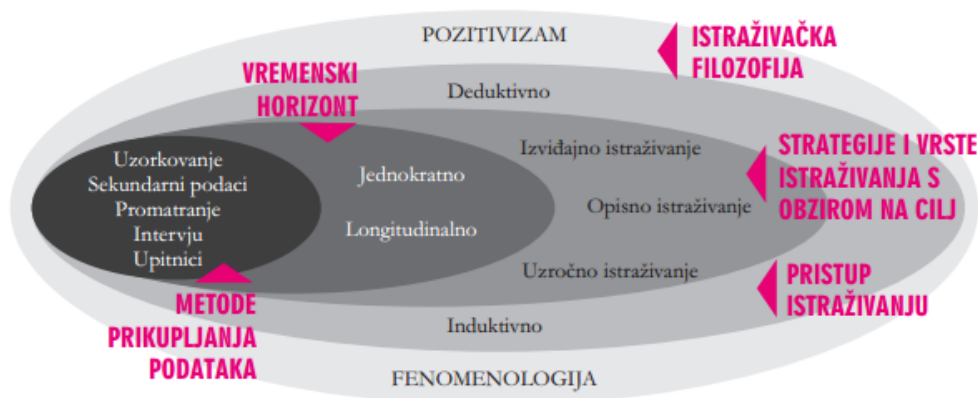 POZITIVIZAM
ISTRAŽIVAČKA
FILOZOFIJA
VREMENSKI
HORIZONT
Deduktivno
Izviđajno istraživanje
STRATEGIJE I VRSTE
ISTRAŽIVANJA S
OBZIROM NA CILJ
Uzorkovanje
Sekundarni podaci
Promatranje
Intervju
Upitnici
Jednokratno
Longitudinalno
Opisno istraživanje
Uzročno istraživanje
PRISTUP
ISTRAŽIVANJU
METODE
PRIKUPLJANJA
PODATAKA
Induktivno
FENOMENOLOGIJA